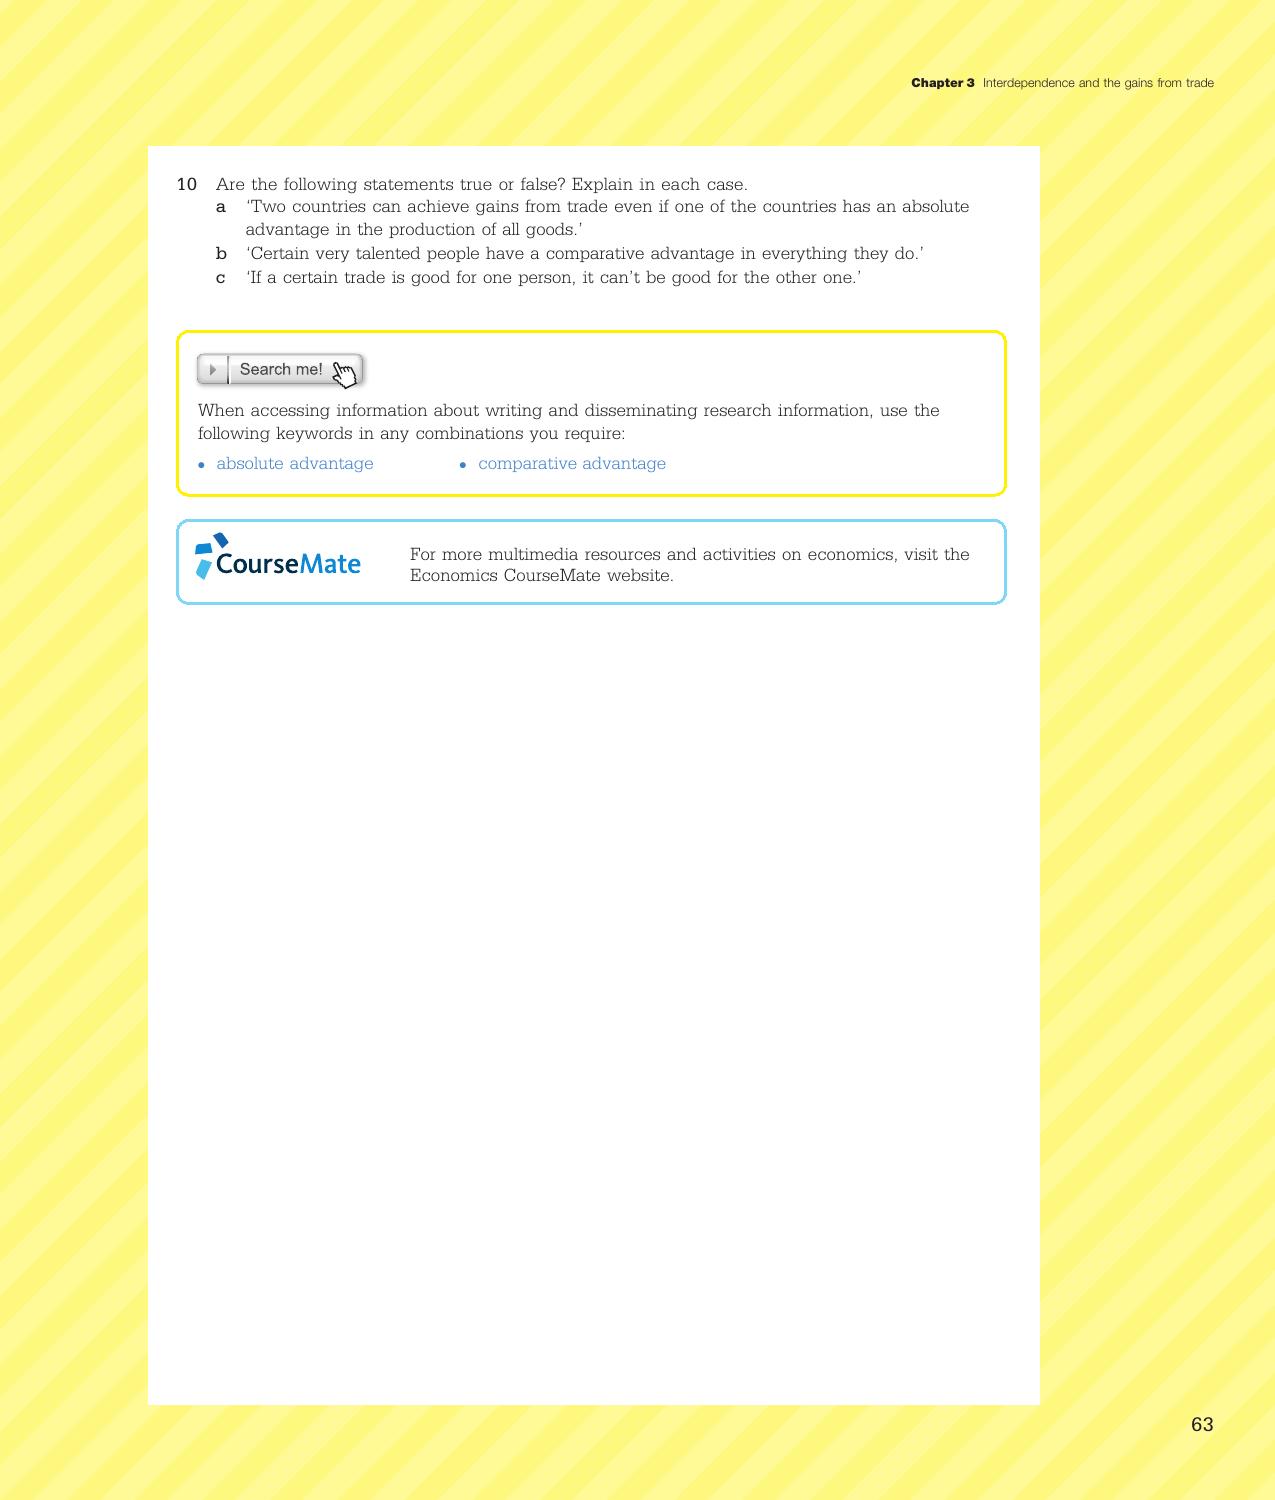 Chapter 3 Interdependence and the gains from trade
10 Are the following statements true or false? Explain in each case.
a ‘Two countries can achieve gains from trade even if one of the countries has an absolute
advantage in the production of all goods.’
b ‘Certain very talented people have a comparative advantage in everything they do.’
c ‘If a certain trade is good for one person, it can’t be good for the other one.’
Search me!
When accessing information about writing and disseminating research information, use the
following keywords in any combinations you require:
• absolute advantage • comparative advantage
CourseMate
For more multimedia resources and activities on economics, visit the
Economics CourseMate website.
63